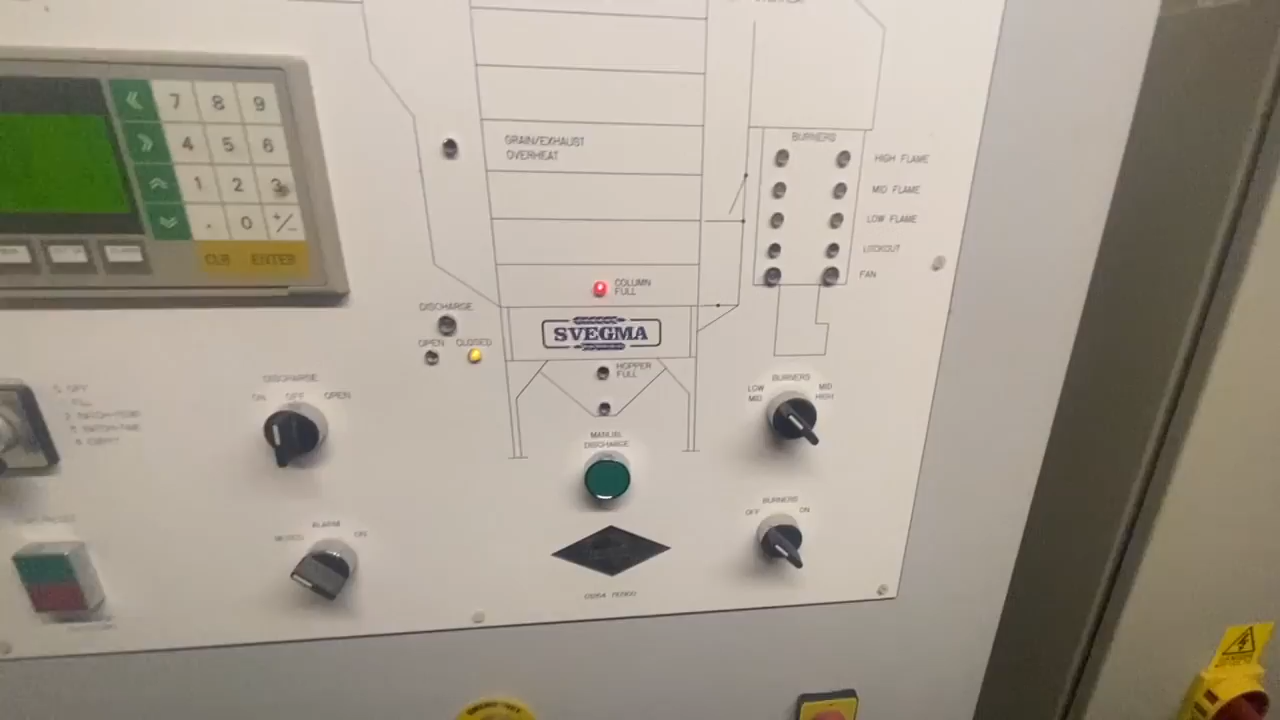 7 8 9
4 5 6
1 2 3
. 0 +/-
CLR ENTER
GRAIN/EXHAUST
OVERHEAT
BURNERS
HIGH FLAME
MID FLAME
LOW FLAME
LOCKOUT
FAN
COLUMN
FULL
DISCHARGE
OPEN CLOSED
SVEGMA
HOPPER
FULL
DISCHARGE
ON OFF OPEN
MANUAL
DISCHARGE
BURNERS
LOW MID
MID HIGH
ALARM
ON
BURNERS
OFF ON